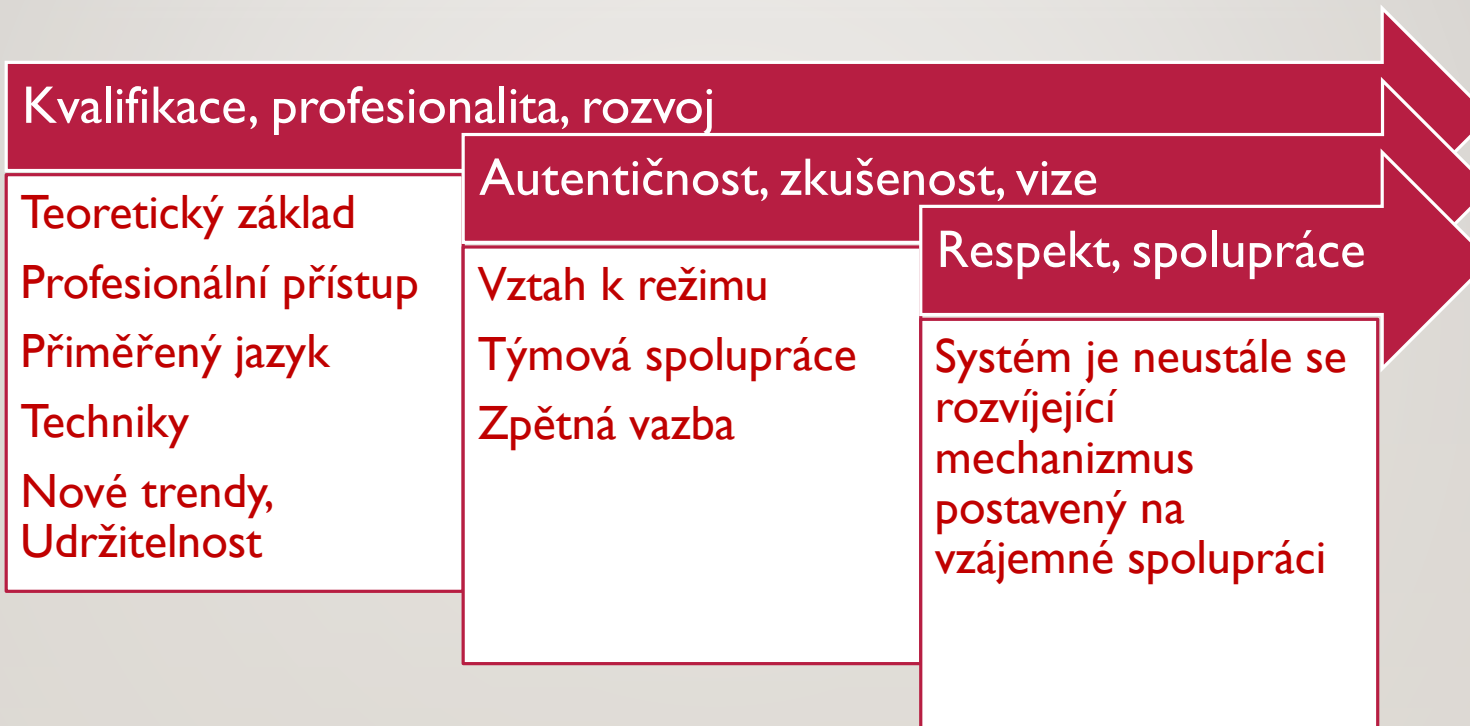 Kvalifikace, profesionalita, rozvoj
Teoretický základ
Profesionální přístup
Přiměřený jazyk
Techniky
Nové trendy,
Udržitelnost
Autentičnost, zkušenost, vize
Vztah k režimu
Týmová spolupráce
Zpětná vazba
Respekt, spolupráce
Systém je neustále se
rozvíjející
mechanizmus
postavený na
vzájemné spolupráci